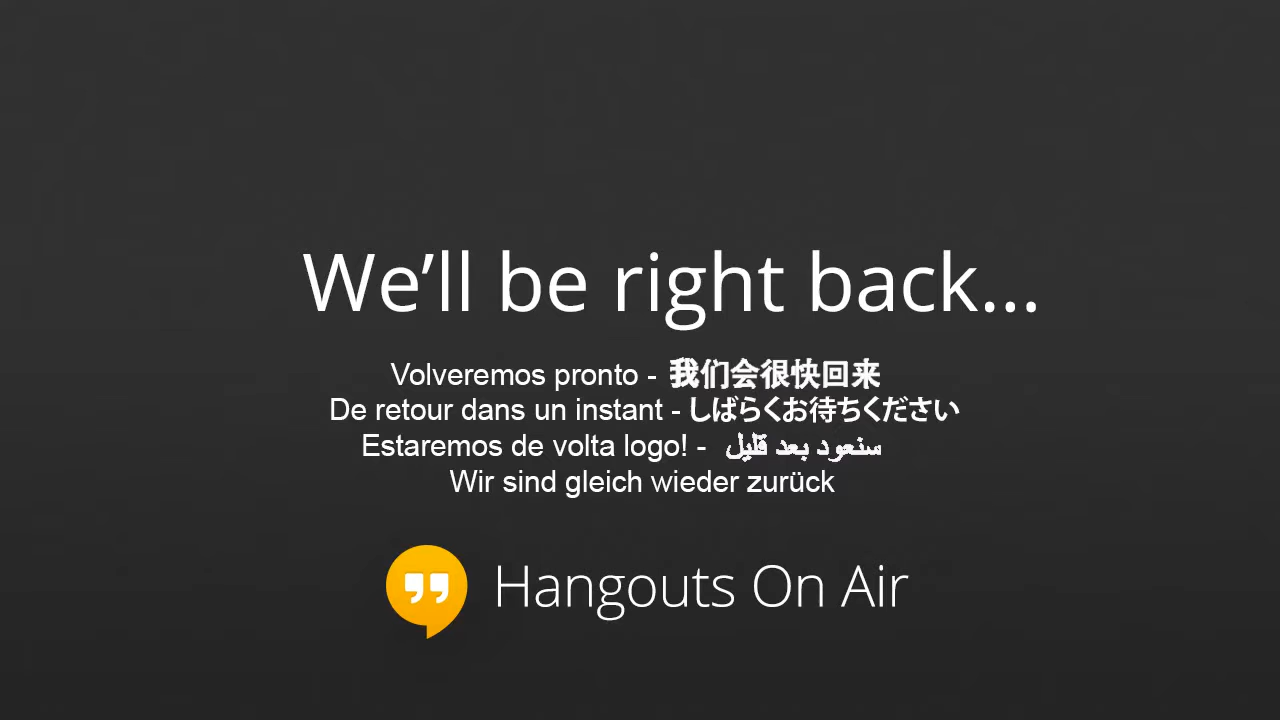 We’ll be right back...
Volveremos pronto - 我们会很快回来
De retour dans un instant - しばらくお待ちください
Estaremos de volta logo! - سنعود بعد قليل
Wir sind gleich wieder zurück
Hangouts On Air